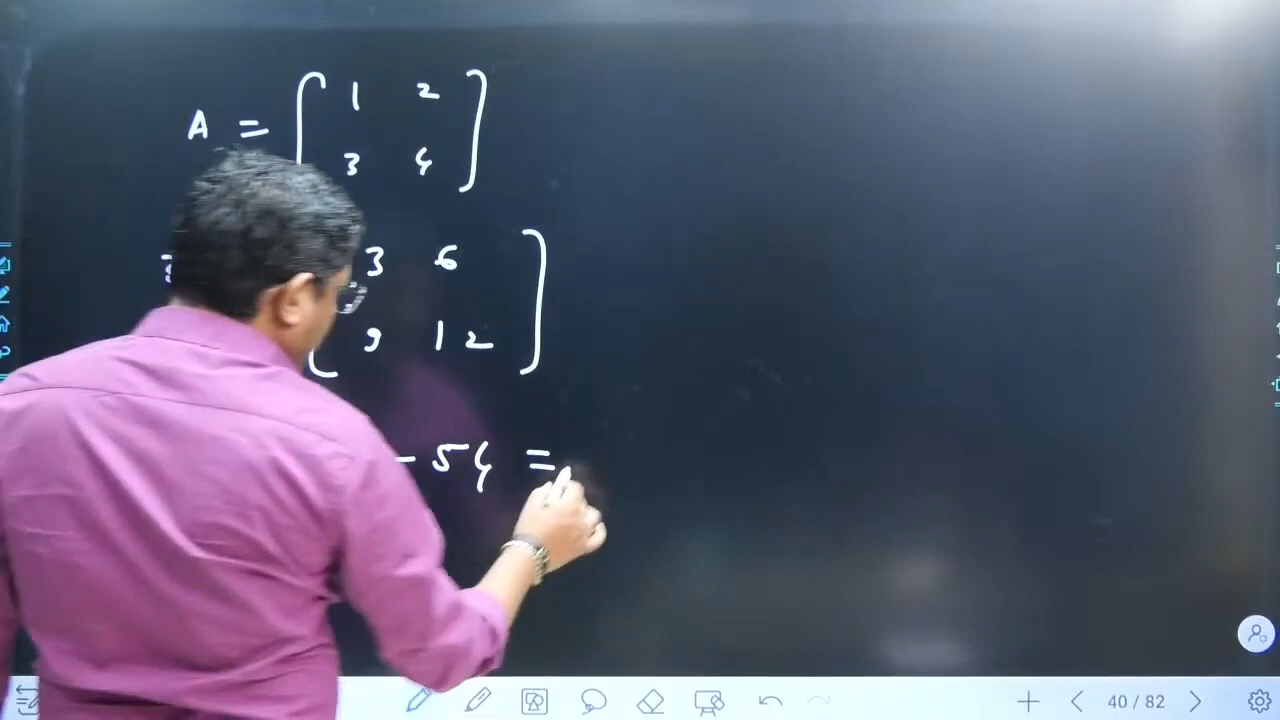 A = [ 1 2
3 4 ]
3 6
9 12 ]
- 54 =
40 / 82